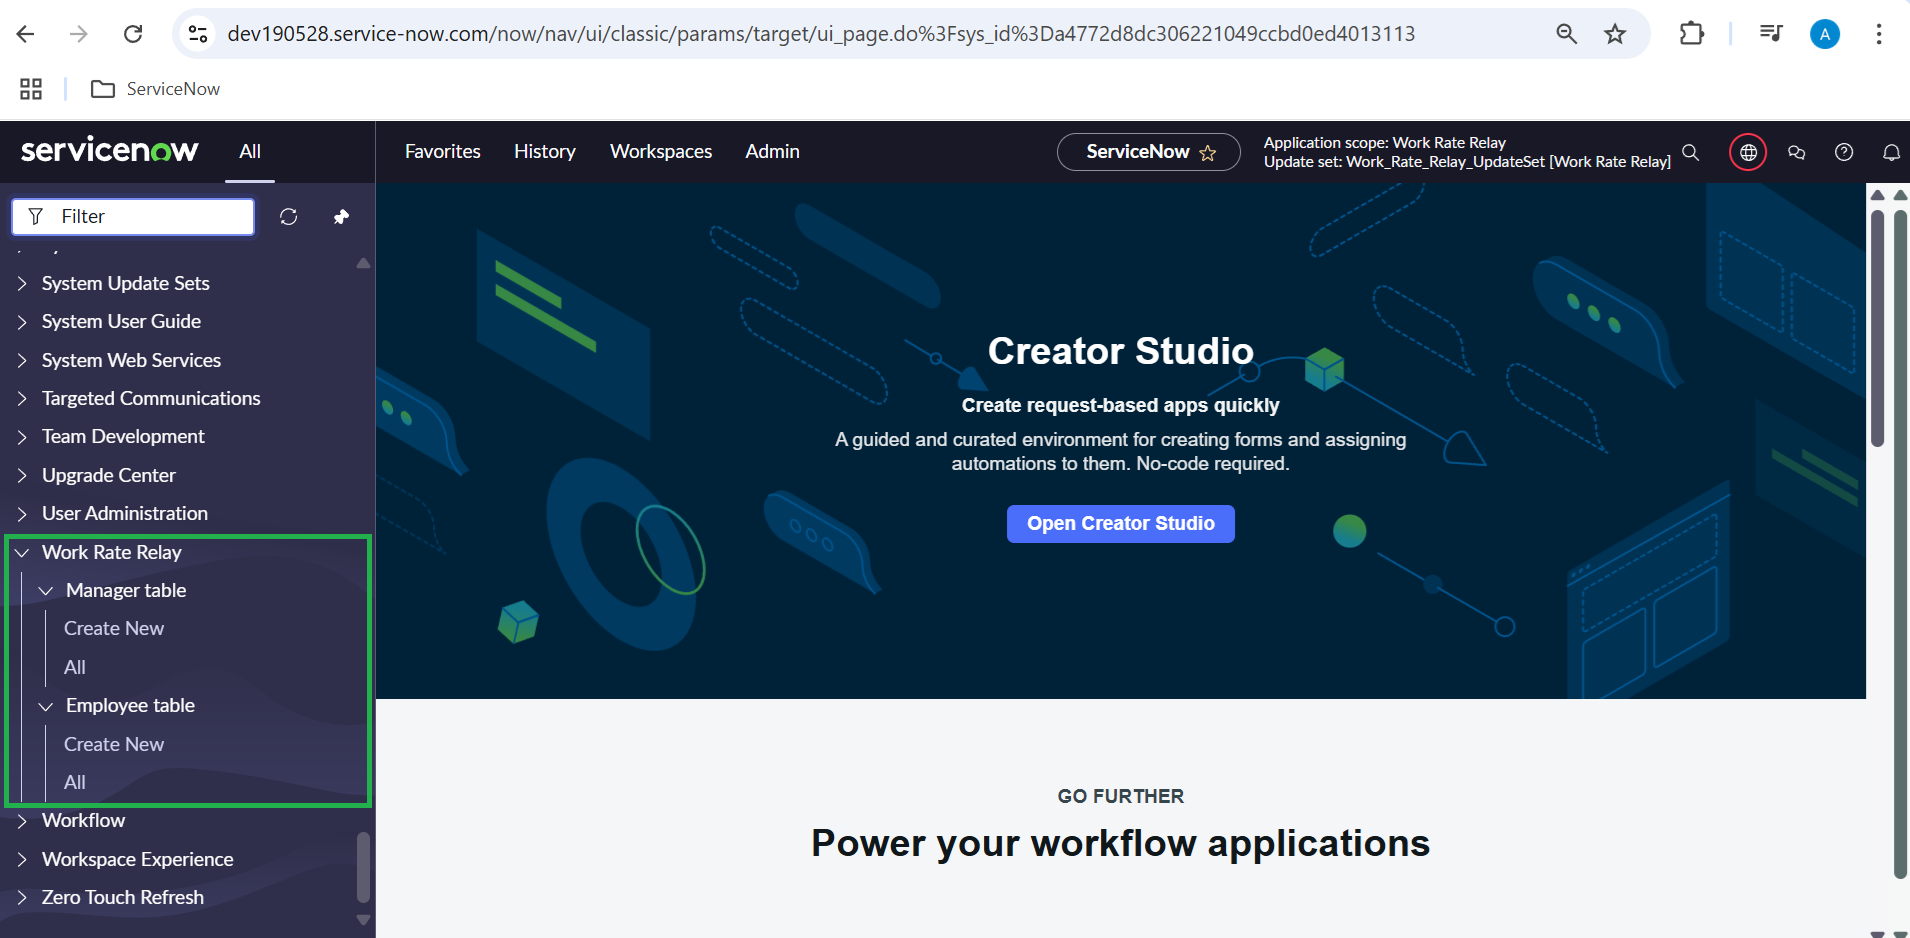 dev190528.service-now.com/now/nav/ui/classic/params/target/ui_page.do%3Fsys_id%3Da4772d8dc306221049ccbd0ed4013113
A
ServiceNow
servicenow
All
Favorites
History
Workspaces
Admin
ServiceNow
Application scope: Work Rate Relay
Update set: Work_Rate_Relay_UpdateSet [Work Rate Relay]
Filter
System Update Sets
System User Guide
System Web Services
Targeted Communications
Team Development
Upgrade Center
User Administration
Work Rate Relay
Manager table
Create New
All
Employee table
Create New
All
Workflow
Workspace Experience
Zero Touch Refresh
Creator Studio
Create request-based apps quickly
A guided and curated environment for creating forms and assigning
automations to them. No-code required.
Open Creator Studio
GO FURTHER
Power your workflow applications